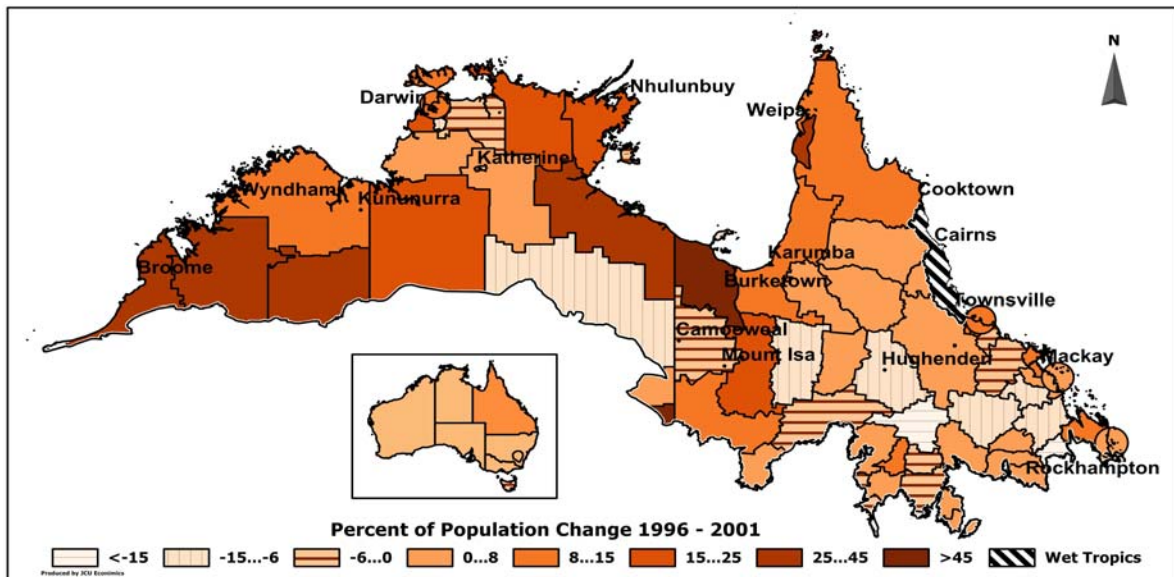 N
Nhulunbuy
Darwin
Weipa
Katherine
Wyndham
Kununurra
Cooktown
Cairns
Broome
Karumba
Burketown
Townsville
Camooweal
Mount Isa
Hughenden
Mackay
Rockhampton
Percent of Population Change 1996 - 2001
<-15 -15...-6 -6...0 0...8 8...15 15...25 25...45 >45 Wet Tropics
Produced by JCU Econimics